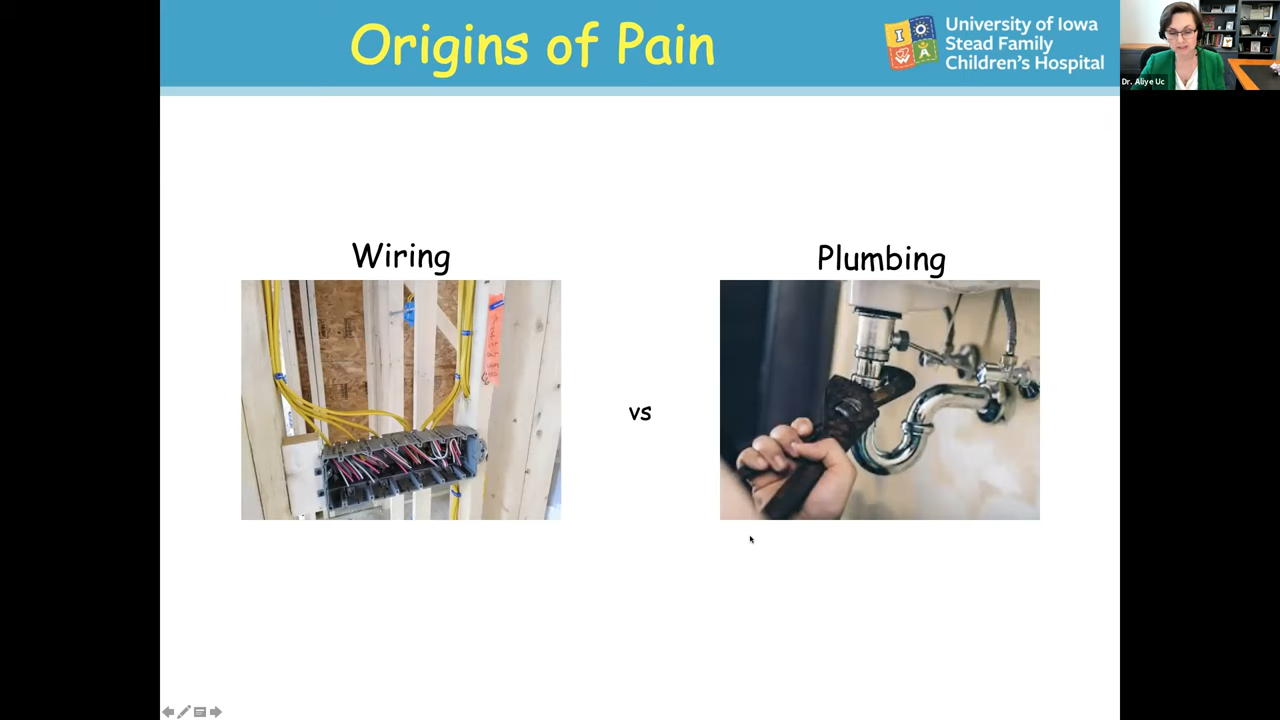 Origins of Pain
University of Iowa
Stead Family
Children's Hospital
Dr. Aliye Uc
Wiring
Plumbing
vs